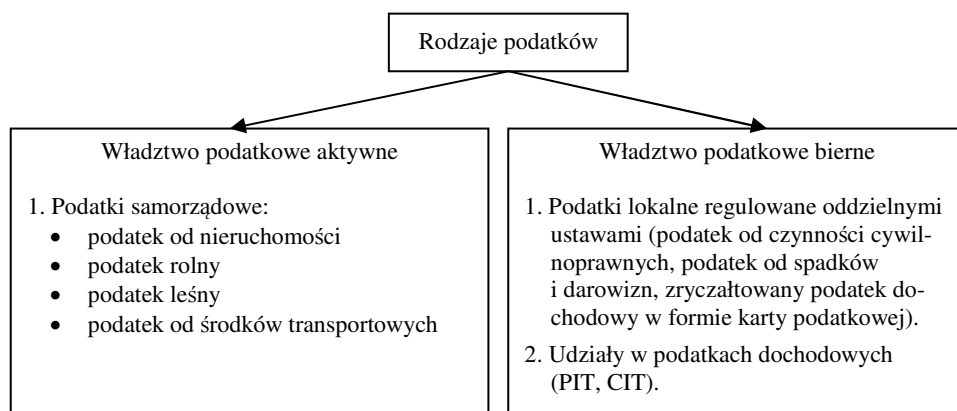 Rodzaje podatków
Władztwo podatkowe aktywne
1. Podatki samorządowe:
• podatek od nieruchomości
• podatek rolny
• podatek leśny
• podatek od środków transportowych
Władztwo podatkowe bierne
1. Podatki lokalne regulowane oddzielnymi
ustawami (podatek od czynności cywil-
noprawnych, podatek od spadków
i darowizn, zryczałtowany podatek do-
chodowy w formie karty podatkowej).
2. Udziały w podatkach dochodowych
(PIT, CIT).